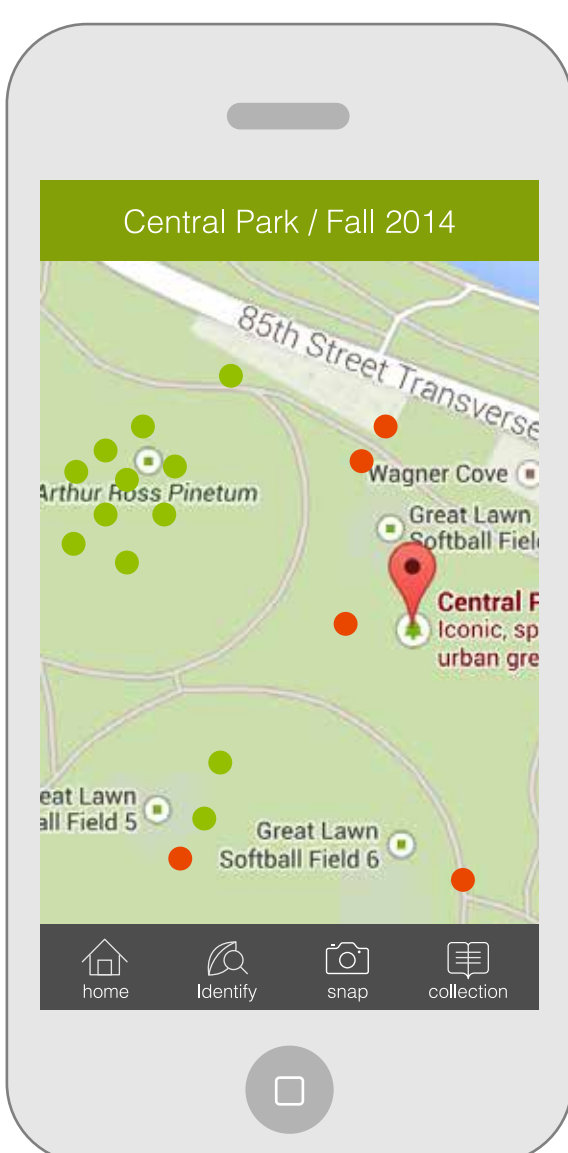 Central Park / Fall 2014
85th Street Transverse
Arthur Ross Pinetum
Wagner Cove
Great Lawn
Softball Fiel
Central P
Iconic, sp
urban gre
eat Lawn
all Field 5
Great Lawn
Softball Field 6
home
Identify
snap
collection